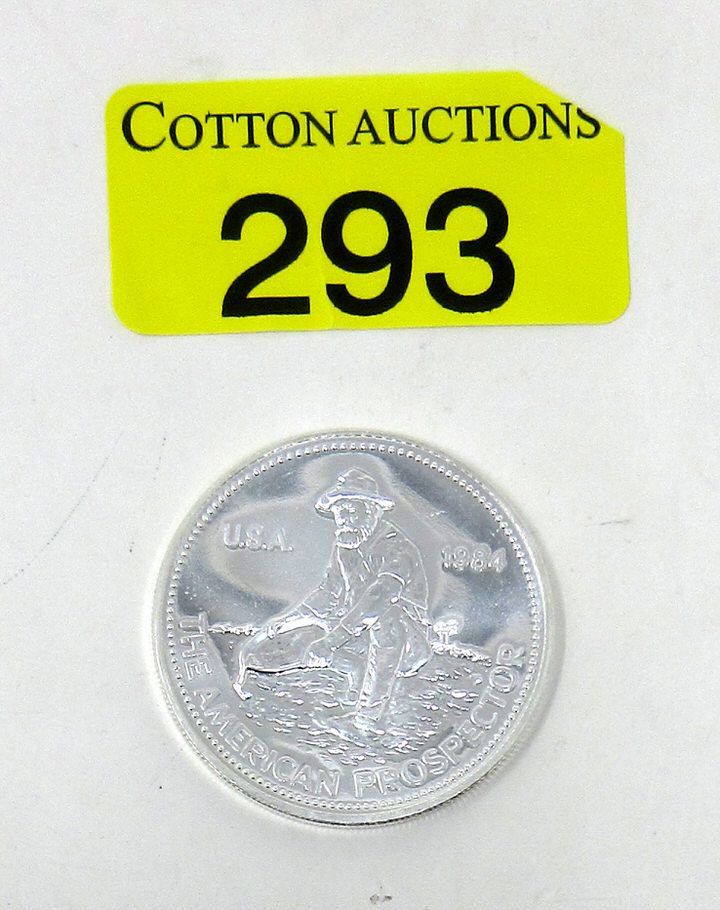 COTTON AUCTIONS
293
U.S.A.
1984
THE AMERICAN PROSPECTOR